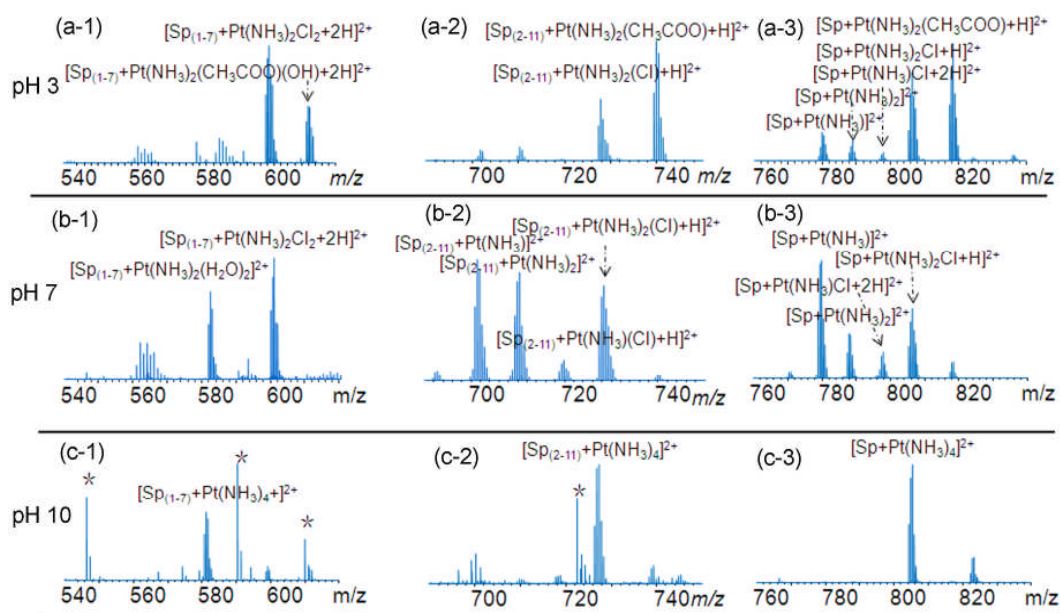 (a-1)
[Sp(1-7)+Pt(NH3)2Cl2+2H]2+
[Sp(1-7)+Pt(NH3)2(CH3COO)(OH)+2H]2+
pH 3
540 560 580 600 m/z
(a-2)
[Sp(2-11)+Pt(NH3)2(CH3COO)+H]2+
[Sp(2-11)+Pt(NH3)2(Cl)+H]2+
700 720 740 m/z
(a-3)
[Sp+Pt(NH3)2(CH3COO)+H]2+
[Sp+Pt(NH3)2Cl+H]2+
[Sp+Pt(NH3)Cl+2H]2+
[Sp+Pt(NH3)2]2+
[Sp+Pt(NH3)]2+
760 780 800 820 m/z
(b-1)
[Sp(1-7)+Pt(NH3)2Cl2+2H]2+
[Sp(1-7)+Pt(NH3)2(H2O)2]2+
pH 7
540 560 580 600 m/z
(b-2)
[Sp(2-11)+Pt(NH3)2(Cl)+H]2+
[Sp(2-11)+Pt(NH3)]2+
[Sp(2-11)+Pt(NH3)2]2+
[Sp(2-11)+Pt(NH3)(Cl)+H]2+
700 720 740 m/z
(b-3)
[Sp+Pt(NH3)]2+
[Sp+Pt(NH3)2Cl+H]2+
[Sp+Pt(NH3)Cl+2H]2+
[Sp+Pt(NH3)2]2+
760 780 800 820 m/z
(c-1)
*
*
[Sp(1-7)+Pt(NH3)4+]2+
*
pH 10
540 560 580 600 m/z
(c-2)
[Sp(2-11)+Pt(NH3)4]2+
*
700 720 740 m/z
(c-3)
[Sp+Pt(NH3)4]2+
760 780 800 820 m/z